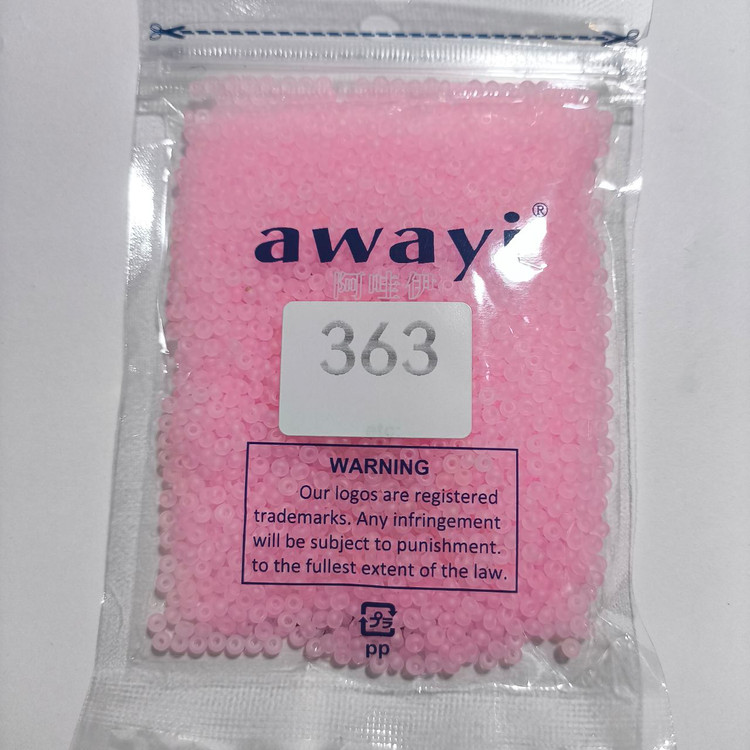 awayi®
阿哇伊
363
WARNING
Our logos are registered
trademarks. Any infringement
will be subject to punishment.
to the fullest extent of the law.
プラ
pp